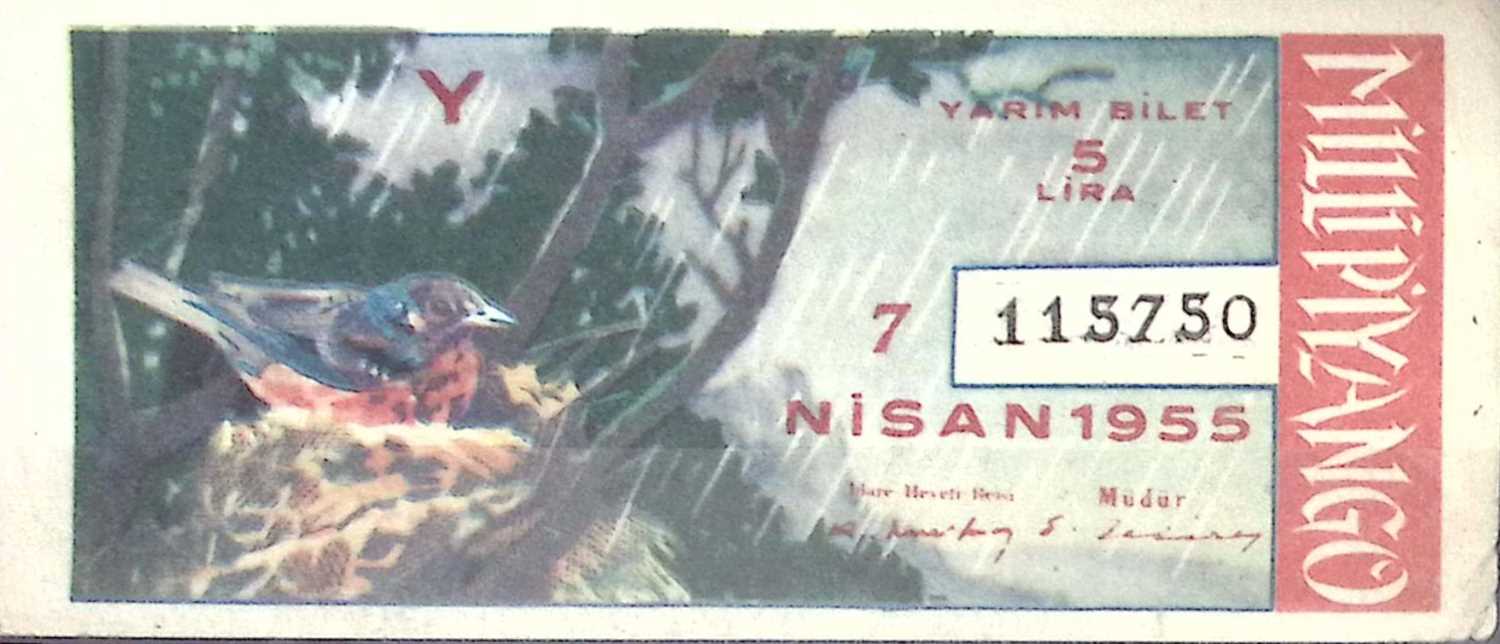 Y
YARIM BİLET
5
LİRA
7
115750
NİSAN 1955
İdare Heyeti Reisi
Müdür
MİLLİ PİYANGO